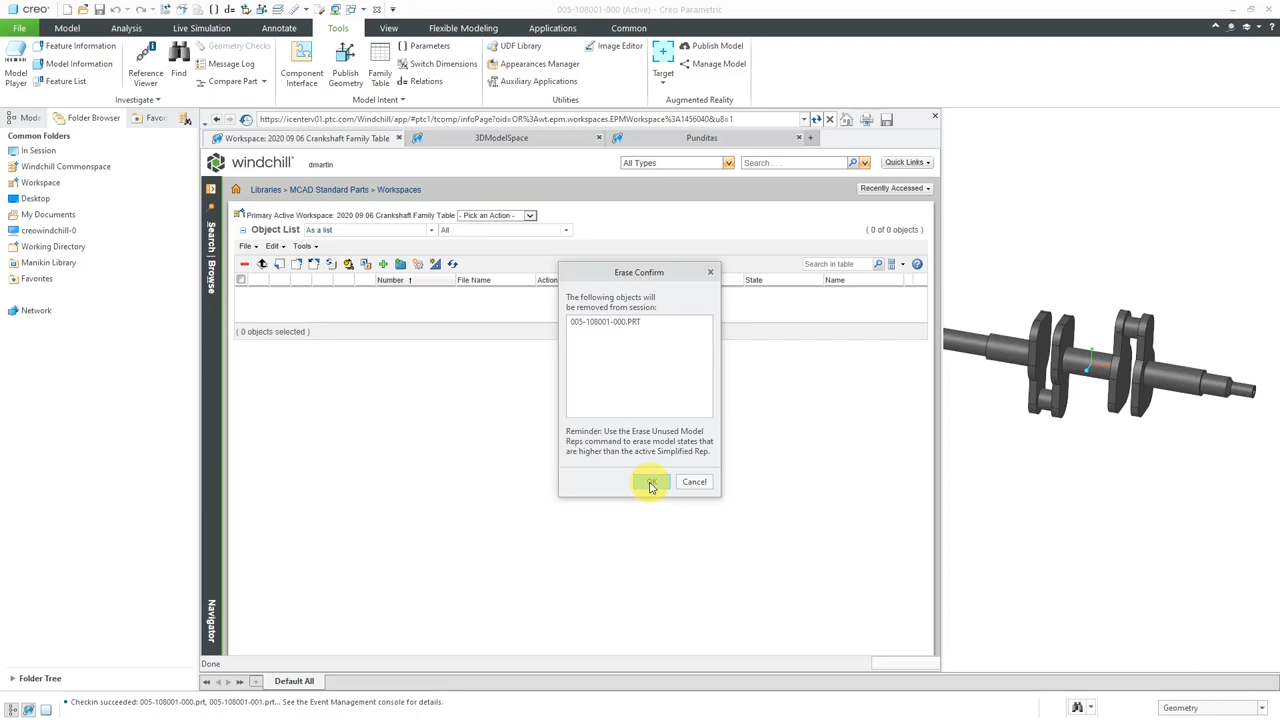 creo
005-108001-000 (Active) - Creo Parametric
File Model Analysis Live Simulation Annotate Tools View Flexible Modeling Applications Common
Model Player
Feature Information
Model Information
Feature List
Reference Viewer
Find
Geometry Checks
Message Log
Compare Part
Investigate
Component Interface
Publish Geometry
Family Table
Parameters
Switch Dimensions
Relations
Model Intent
UDF Library
Appearances Manager
Auxiliary Applications
Image Editor
Utilities
Target
Publish Model
Manage Model
Augmented Reality
Mode Folder Browser Favo
Common Folders
In Session
Windchill Commonspace
Workspace
Desktop
My Documents
creowindchill-0
Working Directory
Manikin Library
Favorites
Network
Folder Tree
https://icenterv01.ptc.com/Windchill/app/#ptc1/tcomp/infoPage?oid=OR%3Awt.epm.workspaces.EPMWorkspace%3A1456040&u8=1
Workspace: 2020 09 06 Crankshaft Family Table
3DModelSpace
Punditas
windchill
dmartin
All Types
Search . . .
Quick Links
Libraries > MCAD Standard Parts > Workspaces
Recently Accessed
Primary Active Workspace: 2020 09 06 Crankshaft Family Table
- Pick an Action -
Object List
As a list
All
( 0 of 0 objects )
File Edit Tools
Search in table
Number File Name Action State Name
( 0 objects selected )
Search | Browse
Navigator
Erase Confirm
The following objects will
be removed from session:
005-108001-000.PRT
Reminder: Use the Erase Unused Model
Reps command to erase model states that
are higher than the active Simplified Rep.
OK
Cancel
Done
Default All
Checkin succeeded: 005-108001-000.prt, 005-108001-001.prt... See the Event Management console for details.
Geometry